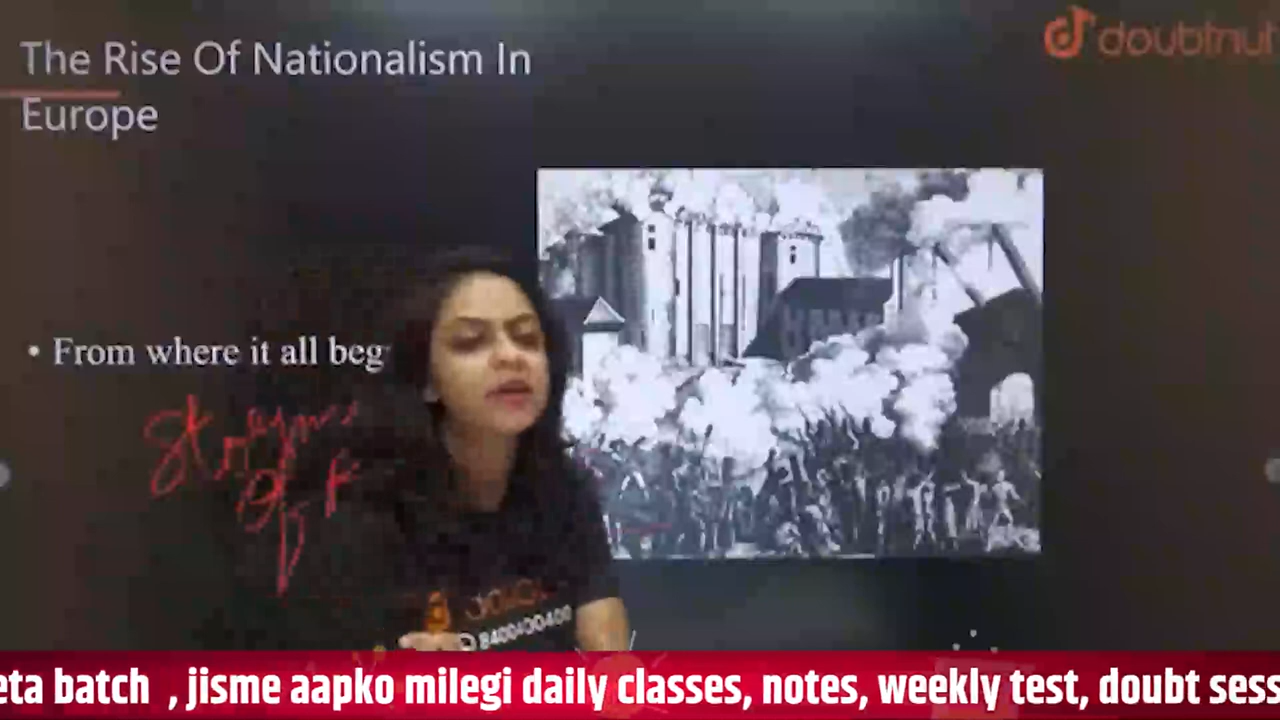 The Rise Of Nationalism In
Europe
doubtnut
• From where it all beg
8400400400
eta batch , jisme aapko milegi daily classes, notes, weekly test, doubt sess